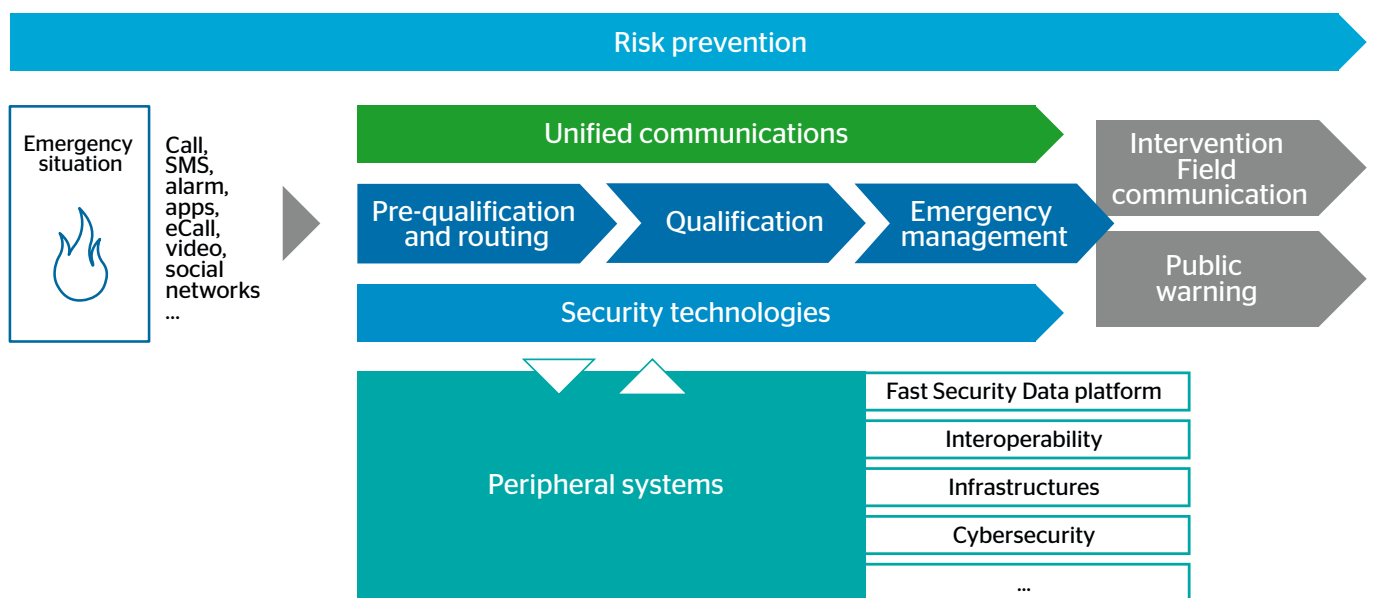 Risk prevention
Emergency
situation
Call,
SMS,
alarm,
apps,
eCall,
video,
social
networks
...
Unified communications
Pre-qualification
and routing
Qualification
Emergency
management
Security technologies
Intervention
Field
communication
Public
warning
Peripheral systems
Fast Security Data platform
Interoperability
Infrastructures
Cybersecurity
...